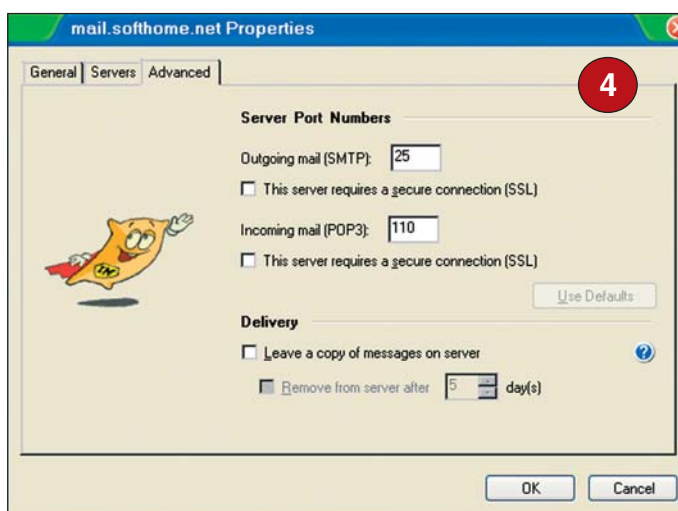 mail.softhome.net Properties
General Servers Advanced
4
Server Port Numbers
Outgoing mail (SMTP): 25
This server requires a secure connection (SSL)
Incoming mail (POP3): 110
This server requires a secure connection (SSL)
Use Defaults
Delivery
Leave a copy of messages on server
Remove from server after 5 day(s)
OK Cancel